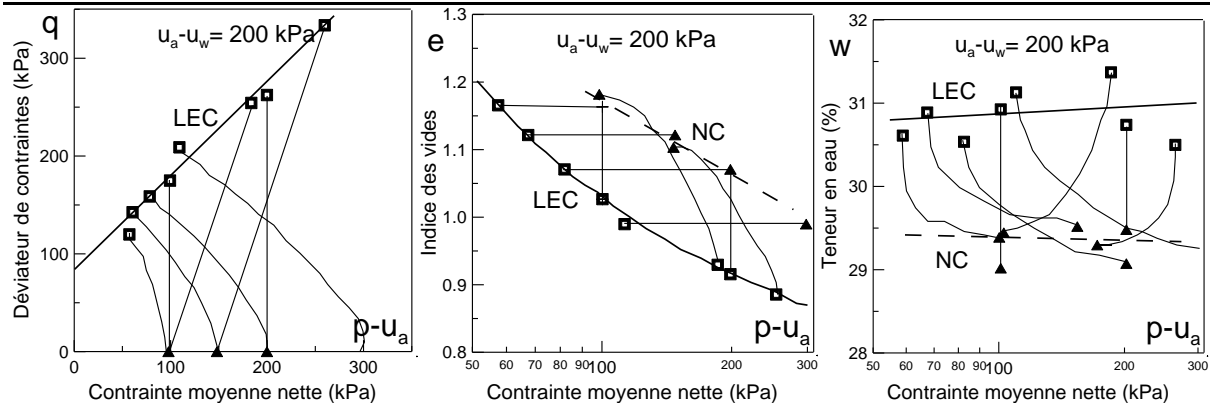 q
u_a-u_w= 200 kPa
LEC
p-u_a
Déviateur de contraintes (kPa)
300
200
100
0
0
100
200
300
Contrainte moyenne nette (kPa)
e
u_a-u_w= 200 kPa
NC
LEC
p-u_a
Indice des vides
1.3
1.2
1.1
1.0
0.9
0.8
50 60 70 80 90 100 200 300
Contrainte moyenne nette (kPa)
w
u_a-u_w= 200 kPa
LEC
NC
p-u_a
Teneur en eau (%)
32
31
30
29
28
50 60 70 80 90 100 200 300
Contrainte moyenne nette (kPa)